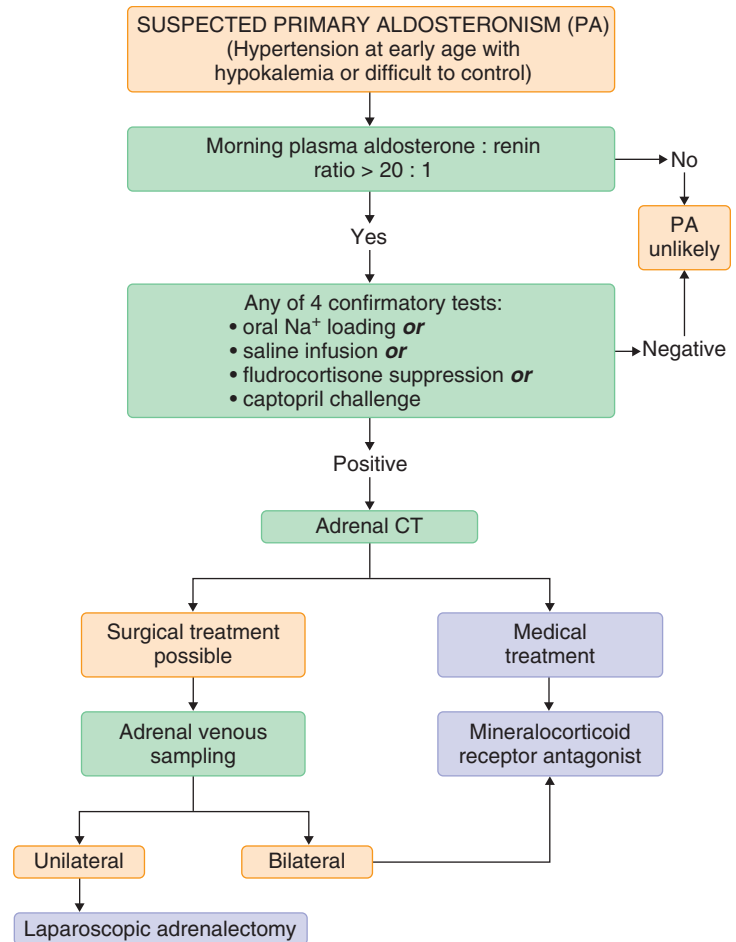 SUSPECTED PRIMARY ALDOSTERONISM (PA)
(Hypertension at early age with
hypokalemia or difficult to control)
Morning plasma aldosterone : renin
ratio > 20 : 1
No
PA
unlikely
Yes
Any of 4 confirmatory tests:
• oral Na⁺ loading or
• saline infusion or
• fludrocortisone suppression or
• captopril challenge
Negative
Positive
Adrenal CT
Surgical treatment
possible
Medical
treatment
Adrenal venous
sampling
Mineralocorticoid
receptor antagonist
Unilateral
Bilateral
Laparoscopic adrenalectomy